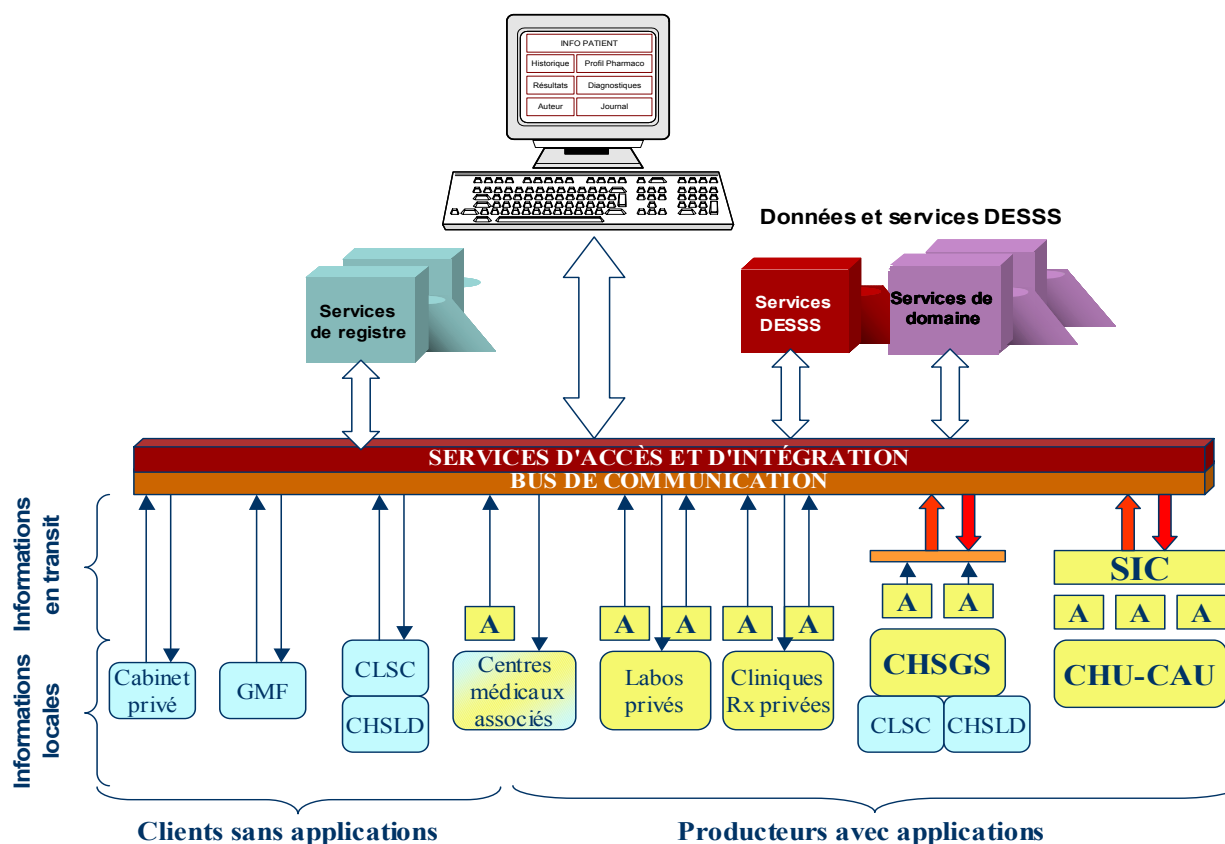 INFO PATIENT
Historique
Profil Pharmaco
Résultats
Diagnostiques
Auteur
Journal
Données et services DESSS
Services
de registre
Services
DESSS
Services de
domaine
SERVICES D'ACCÈS ET D'INTÉGRATION
BUS DE COMMUNICATION
Informations
en transit
SIC
A
A
A
A
A
A
A
A
A
A
Informations
locales
Cabinet
privé
GMF
CLSC
CHSLD
Centres
médicaux
associés
Labos
privés
Cliniques
Rx privées
CHSGS
CLSC
CHSLD
CHU-CAU
Clients sans applications
Producteurs avec applications